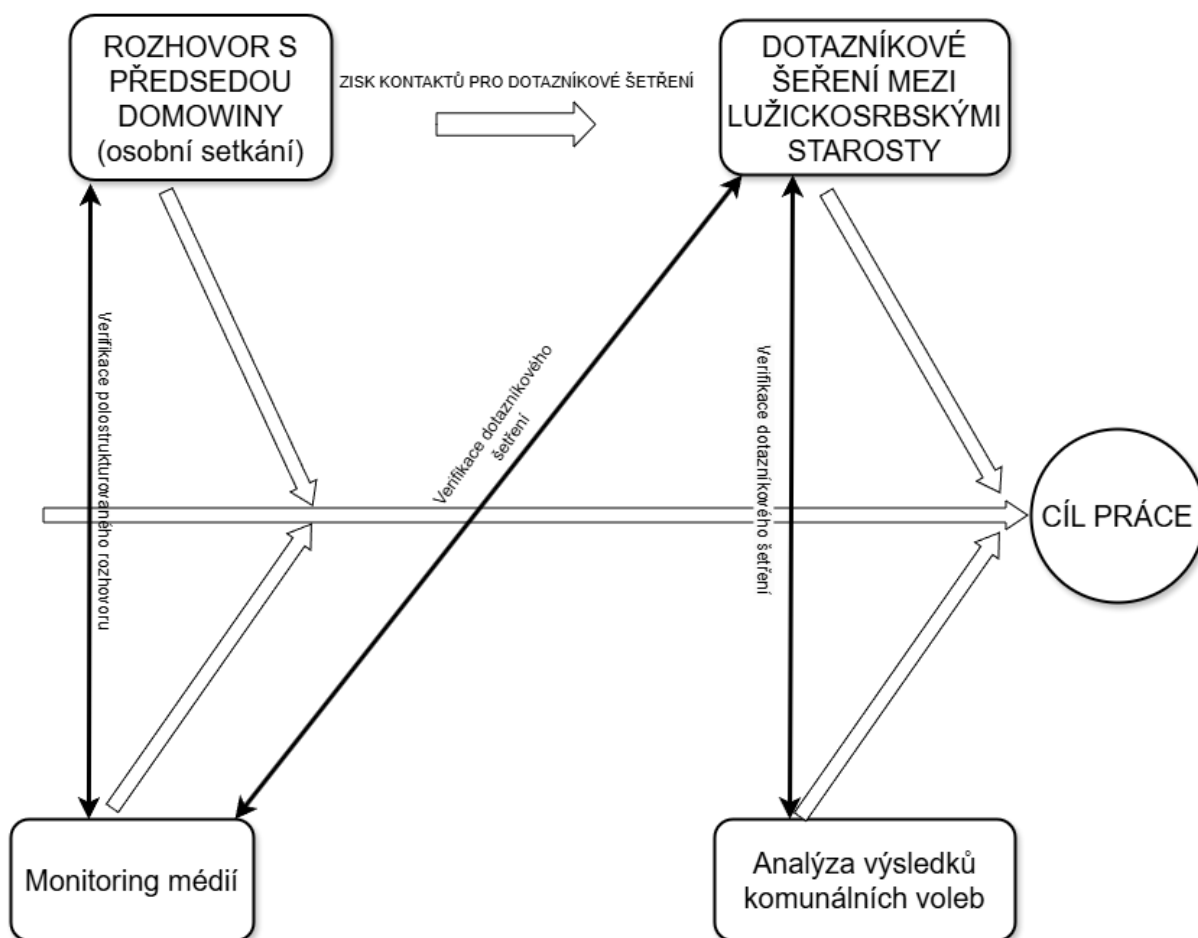 ROZHOVOR S
PŘEDSEDOU
DOMOWINY
(osobní setkání)
ZISK KONTAKTŮ PRO DOTAZNÍKOVÉ ŠETŘENÍ
DOTAZNÍKOVÉ
ŠEŘENÍ MEZI
LUŽICKOSRBSKÝMI
STAROSTY
Verifikace polostrukturovaného rozhovoru
Verifikace dotazníkového
šetření
Verifikace dotazníkového šetření
CÍL PRÁCE
Monitoring médií
Analýza výsledků
komunálních voleb